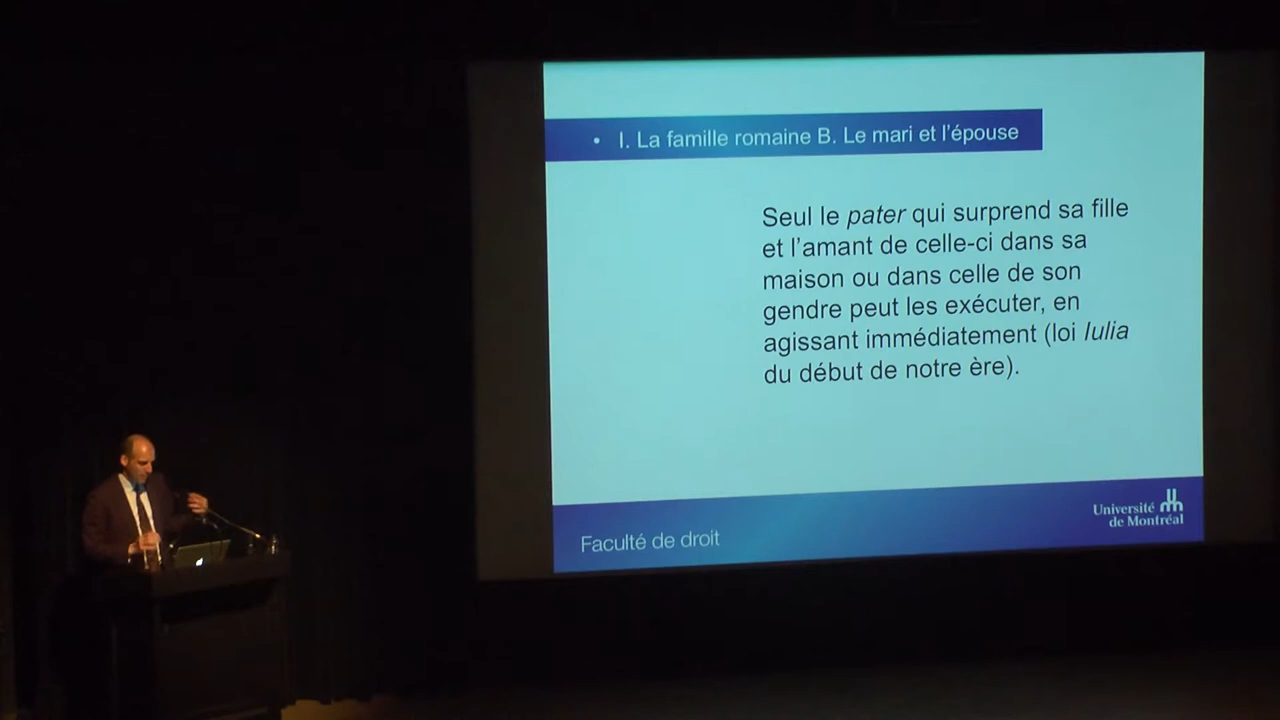 • I. La famille romaine B. Le mari et l’épouse
Seul le pater qui surprend sa fille
et l’amant de celle-ci dans sa
maison ou dans celle de son
gendre peut les exécuter, en
agissant immédiatement (loi Iulia
du début de notre ère).
Faculté de droit
Université
de Montréal